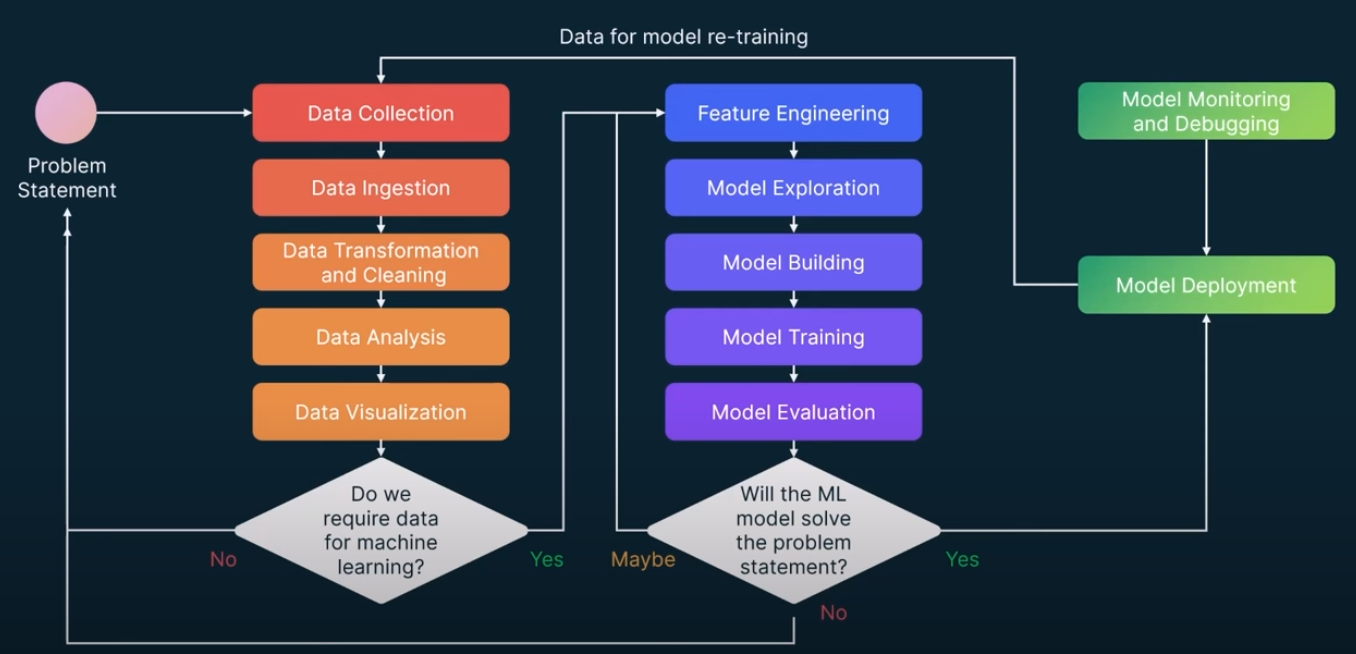 Data for model re-training
Problem
Statement
Data Collection
Data Ingestion
Data Transformation
and Cleaning
Data Analysis
Data Visualization
Do we
require data
for machine
learning?
No
Yes
Feature Engineering
Model Exploration
Model Building
Model Training
Model Evaluation
Will the ML
model solve
the problem
statement?
Maybe
Yes
No
Model Monitoring
and Debugging
Model Deployment